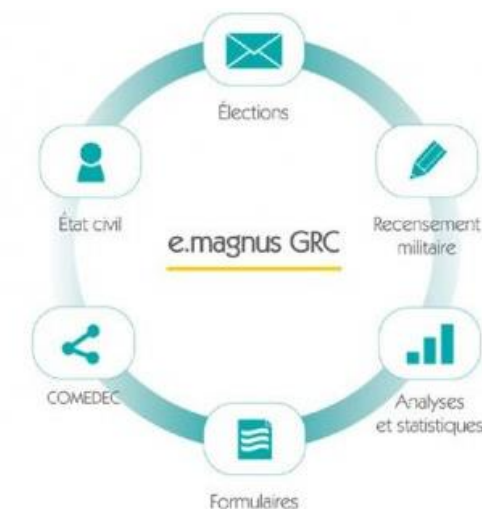 Élections
État civil
e.magnus GRC
Recensement
militaire
COMEDEC
Analyses
et statistiques
Formulaires